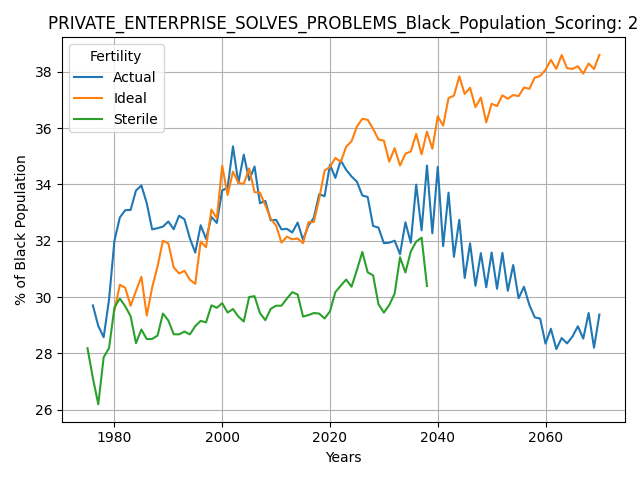 PRIVATE_ENTERPRISE_SOLVES_PROBLEMS_Black_Population_Scoring: 2
Fertility
Actual
Ideal
Sterile
% of Black Population
38
36
34
32
30
28
26
1980
2000
2020
2040
2060
Years